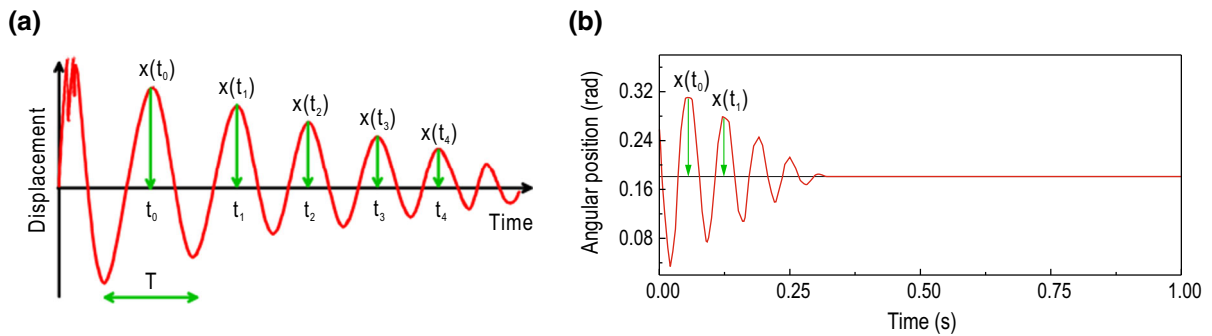 (a)
Displacement
x(t₀)
x(t₁)
x(t₂)
x(t₃)
x(t₄)
t₀
t₁
t₂
t₃
t₄
Time
T
(b)
Angular position (rad)
0.32
0.24
0.16
0.08
x(t₀)
x(t₁)
0.00 0.25 0.50 0.75 1.00
Time (s)